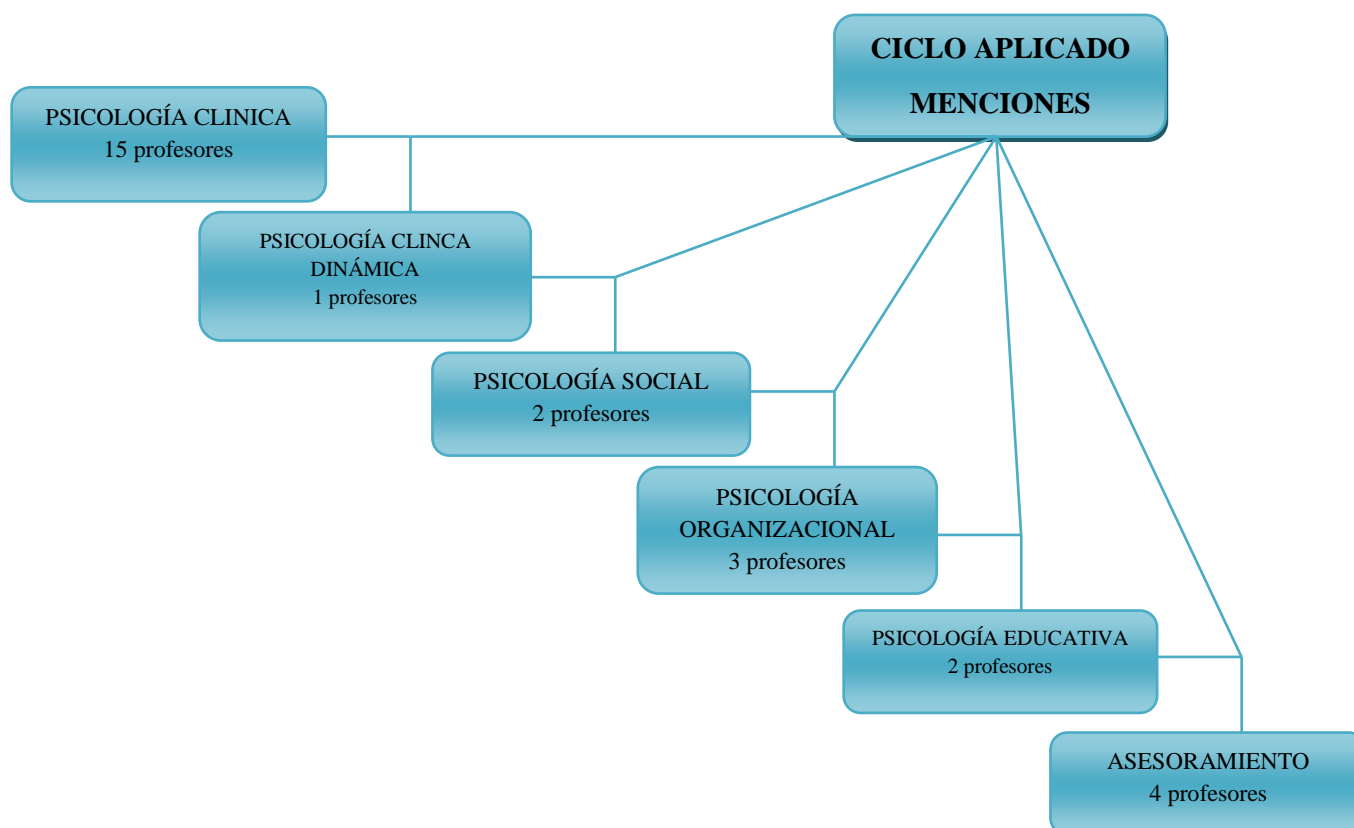 CICLO APLICADO
MENCIONES
PSICOLOGÍA CLINICA
15 profesores
PSICOLOGÍA CLINCA
DINÁMICA
1 profesores
PSICOLOGÍA SOCIAL
2 profesores
PSICOLOGÍA
ORGANIZACIONAL
3 profesores
PSICOLOGÍA EDUCATIVA
2 profesores
ASESORAMIENTO
4 profesores